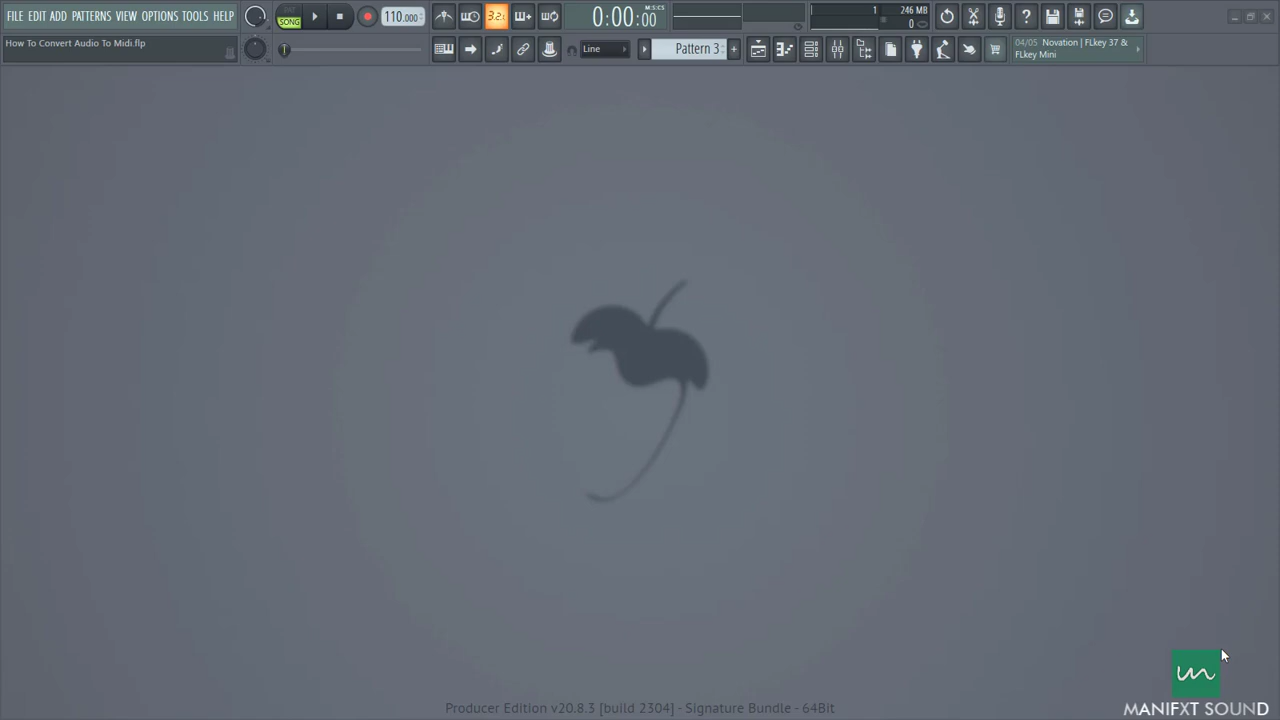 FILE EDIT ADD PATTERNS VIEW OPTIONS TOOLS HELP
SONG
110.000
3.2.
0:00:00
M:S:CS
1
246 MB
0
How To Convert Audio To Midi.flp
Line
Pattern 3
+
04/05 Novation | FLkey 37 &
FLkey Mini
Producer Edition v20.8.3 [build 2304] - Signature Bundle - 64Bit
MANIFXT SOUND